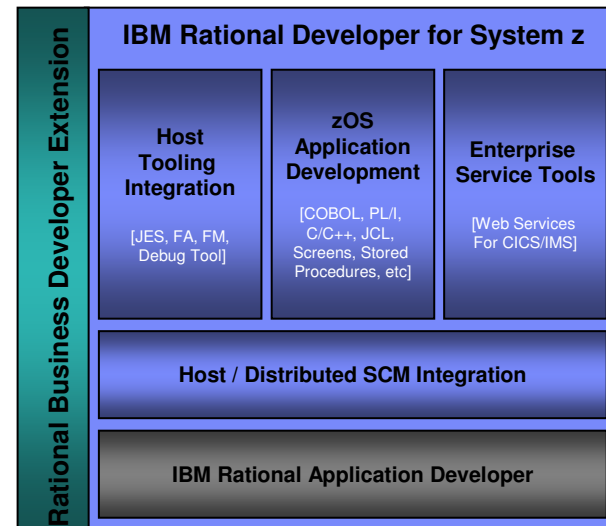 Rational Business Developer Extension
IBM Rational Developer for System z
Host
Tooling
Integration
[JES, FA, FM,
Debug Tool]
zOS
Application
Development
[COBOL, PL/I,
C/C++, JCL,
Screens, Stored
Procedures, etc]
Enterprise
Service Tools
[Web Services
For CICS/IMS]
Host / Distributed SCM Integration
IBM Rational Application Developer